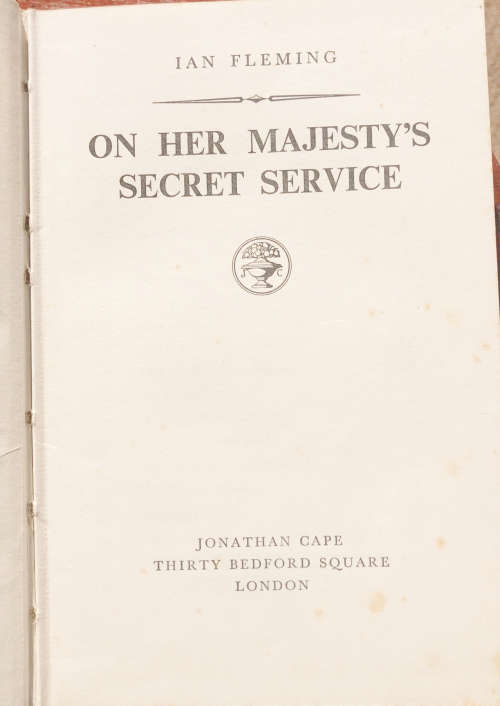 IAN FLEMING
ON HER MAJESTY'S
SECRET SERVICE
JONATHAN CAPE
THIRTY BEDFORD SQUARE
LONDON